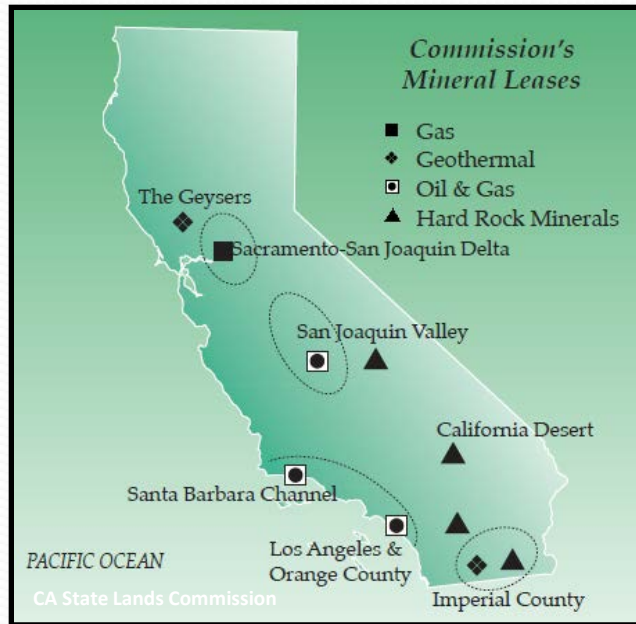 Commission's
Mineral Leases
Gas
Geothermal
Oil & Gas
Hard Rock Minerals
The Geysers
Sacramento-San Joaquin Delta
San Joaquin Valley
California Desert
Santa Barbara Channel
Los Angeles &
Orange County
PACIFIC OCEAN
Imperial County
CA State Lands Commission